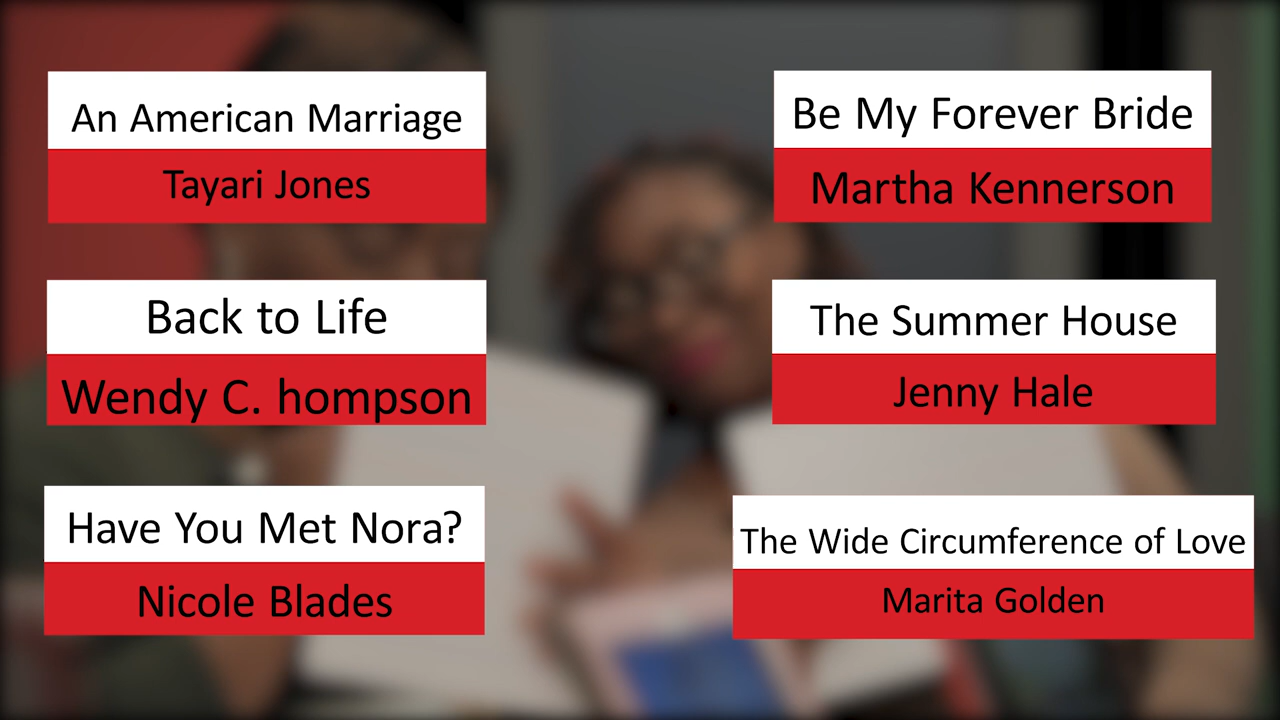 An American Marriage
Tayari Jones
Back to Life
Wendy C. hompson
Have You Met Nora?
Nicole Blades
Be My Forever Bride
Martha Kennerson
The Summer House
Jenny Hale
The Wide Circumference of Love
Marita Golden